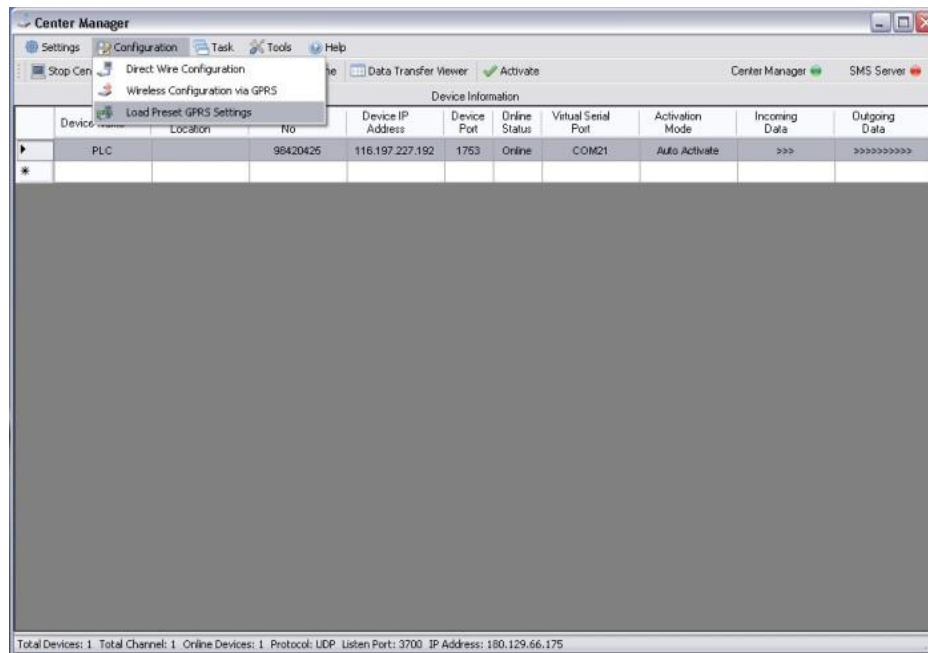 Center Manager
Settings Configuration Task Tools Help
Stop Cen Data Transfer Viewer Activate Center Manager SMS Server
Direct Wire Configuration
Wireless Configuration via GPRS
Load Preset GPRS Settings
Device Information
Location No Device IP Address Device Port Online Status Virtual Serial Port Activation Mode Incoming Data Outgoing Data
PLC 98420426 116.197.227.192 1753 Online COM21 Auto Activate >>> >>>>>>>>>>
Total Devices: 1 Total Channel: 1 Online Devices: 1 Protocol: UDP Listen Port: 3700 IP Address: 180.129.66.175